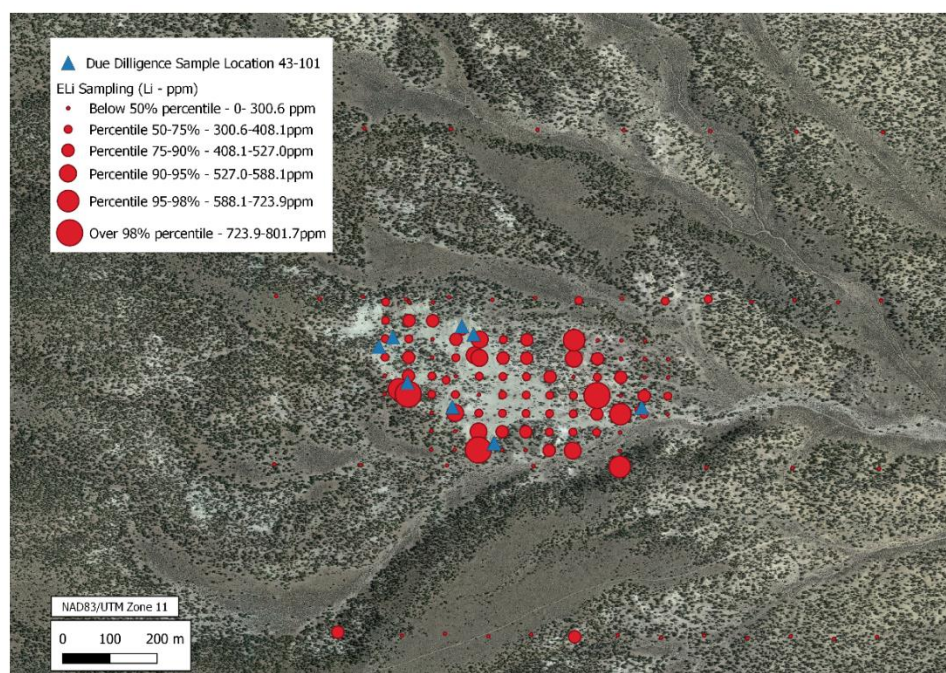 Due Dilligence Sample Location 43-101
ELi Sampling (Li - ppm)
Below 50% percentile - 0- 300.6 ppm
Percentile 50-75% - 300.6-408.1ppm
Percentile 75-90% - 408.1-527.0ppm
Percentile 90-95% - 527.0-588.1ppm
Percentile 95-98% - 588.1-723.9ppm
Over 98% percentile - 723.9-801.7ppm
NAD83/UTM Zone 11
0 100 200 m